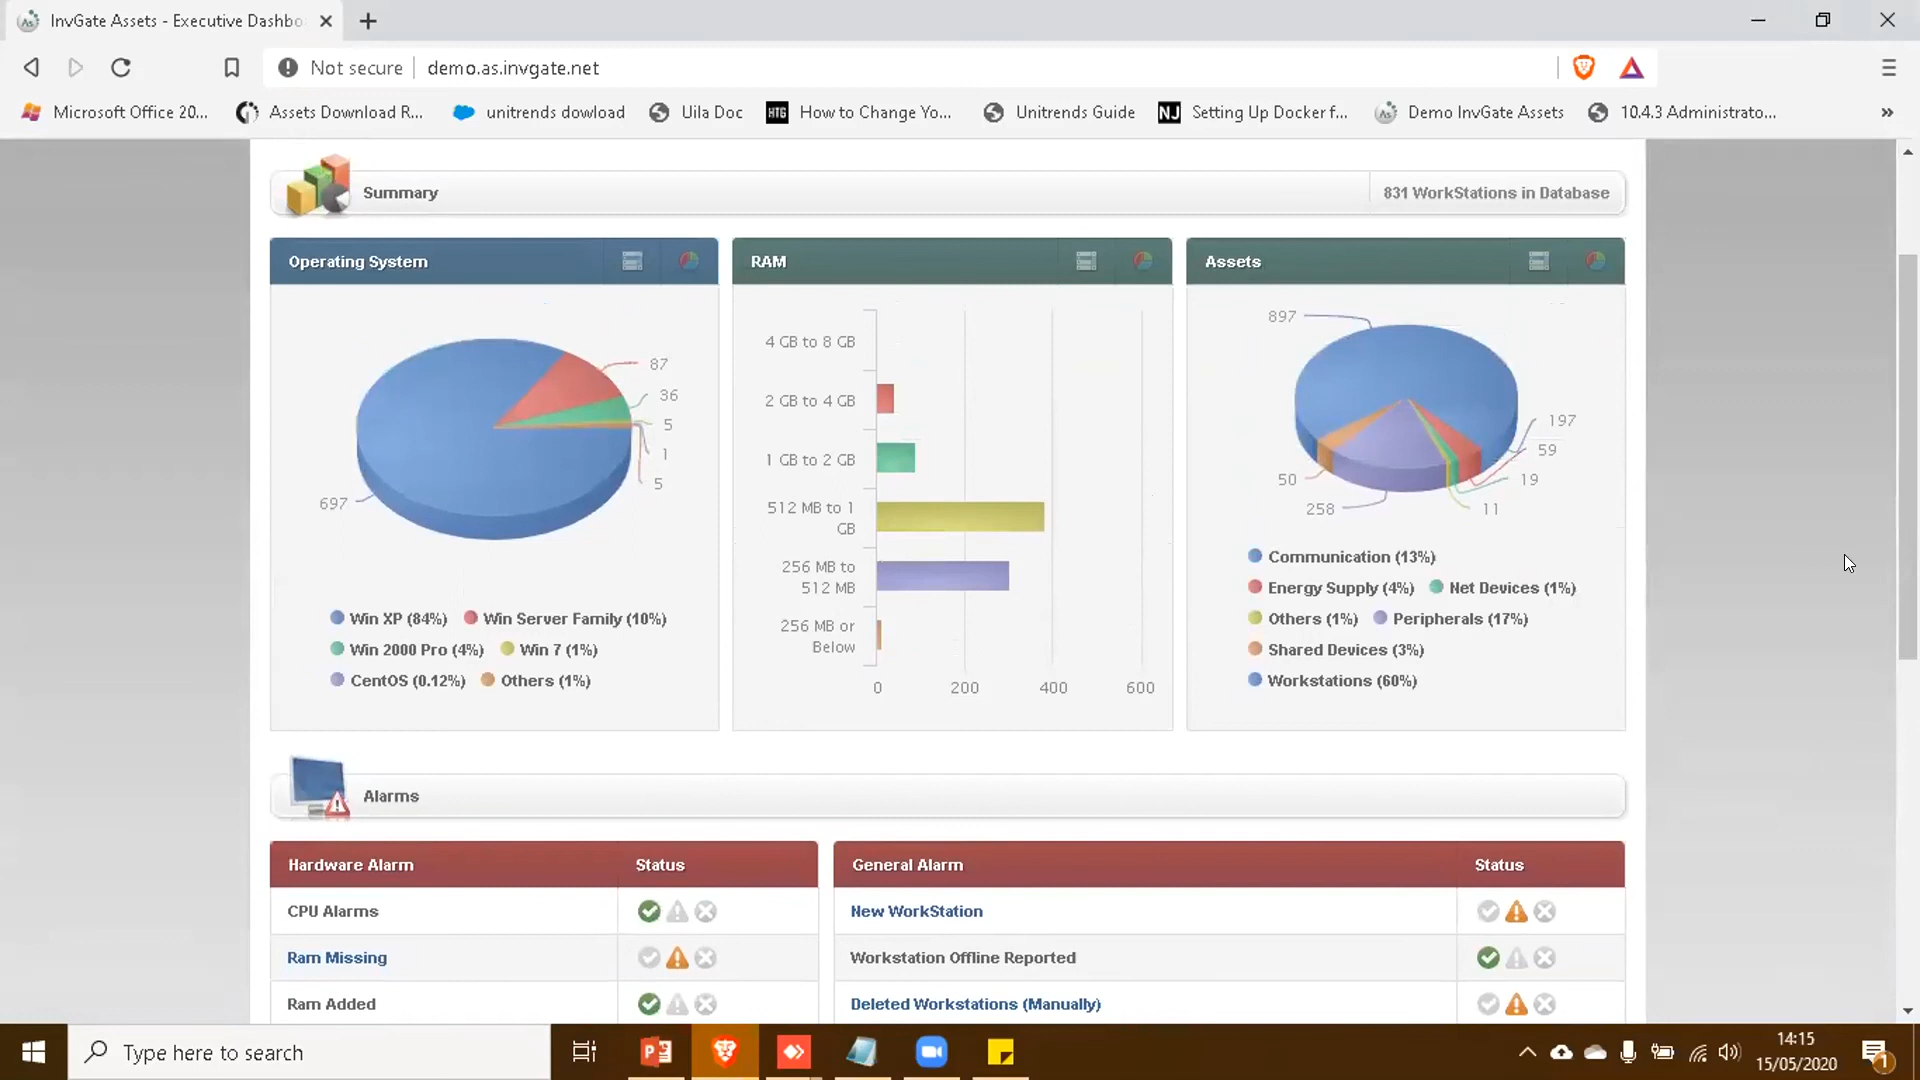 InvGate Assets - Executive Dashbo
Not secure
demo.as.invgate.net
Microsoft Office 20...
Assets Download R...
unitrends dowload
Uila Doc
HTG
How to Change Yo...
Unitrends Guide
NJ
Setting Up Docker f...
Demo InvGate Assets
10.4.3 Administrato...
»
Summary
831 WorkStations in Database
Operating System
RAM
Assets
87
36
5
1
5
697
Win XP (84%)
Win Server Family (10%)
Win 2000 Pro (4%)
Win 7 (1%)
CentOS (0.12%)
Others (1%)
4 GB to 8 GB
2 GB to 4 GB
1 GB to 2 GB
512 MB to 1
GB
256 MB to
512 MB
256 MB or
Below
0
200
400
600
897
197
59
19
11
258
50
Communication (13%)
Energy Supply (4%)
Net Devices (1%)
Others (1%)
Peripherals (17%)
Shared Devices (3%)
Workstations (60%)
Alarms
Hardware Alarm
Status
CPU Alarms
Ram Missing
Ram Added
General Alarm
Status
New WorkStation
Workstation Offline Reported
Deleted Workstations (Manually)
Type here to search
14:15
15/05/2020
1